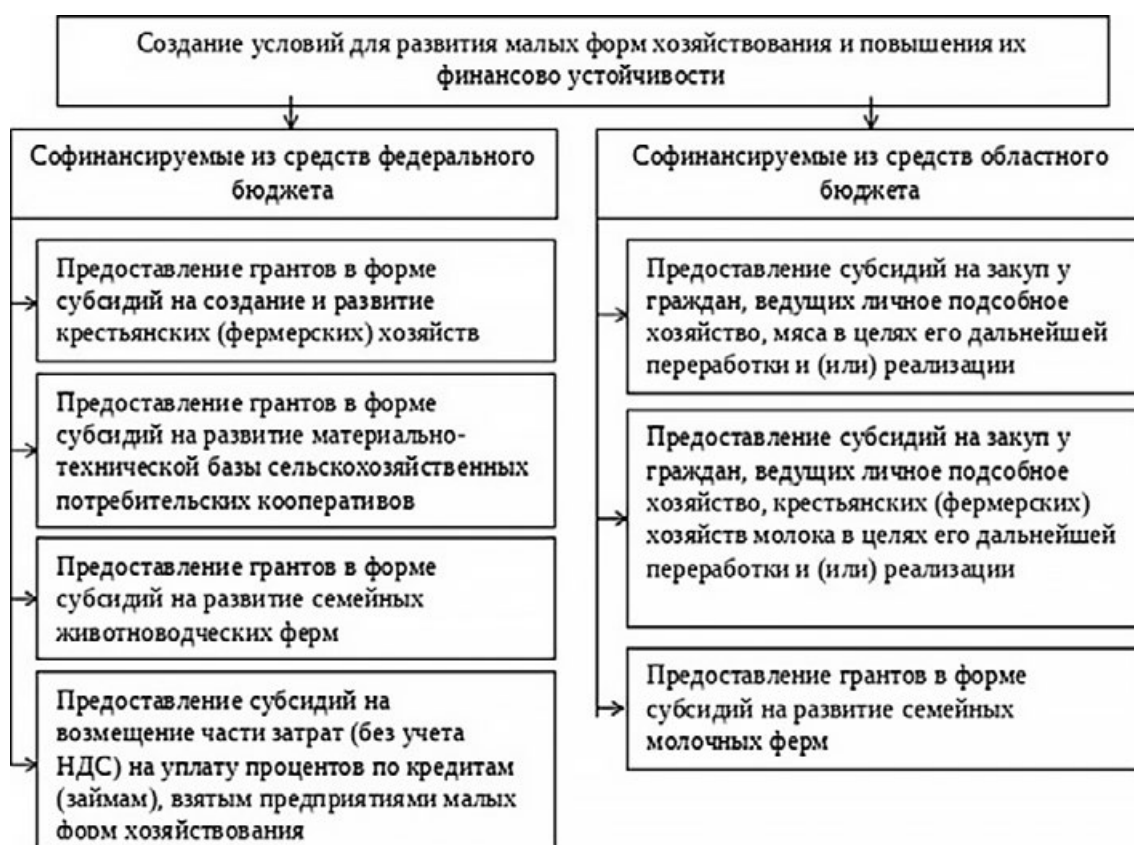 Создание условий для развития малых форм хозяйствования и повышения их
финансово устойчивости
Софинансируемые из средств федерального
бюджета
Предоставление грантов в форме
субсидий на создание и развитие
крестьянских (фермерских) хозяйств
Предоставление грантов в форме
субсидий на развитие материально-
технической базы сельскохозяйственных
потребительских кооперативов
Предоставление грантов в форме
субсидий на развитие семейных
животноводческих ферм
Предоставление субсидий на
возмещение части затрат (без учета
НДС) на уплату процентов по кредитам
(займам), взятым предприятиями малых
форм хозяйствования
Софинансируемые из средств областного
бюджета
Предоставление субсидий на закуп у
граждан, ведущих личное подсобное
хозяйство, мяса в целях его дальнейшей
переработки и (или) реализации
Предоставление субсидий на закуп у
граждан, ведущих личное подсобное
хозяйство, крестьянских (фермерских)
хозяйств молока в целях его дальнейшей
переработки и (или) реализации
Предоставление грантов в форме
субсидий на развитие семейных
молочных ферм